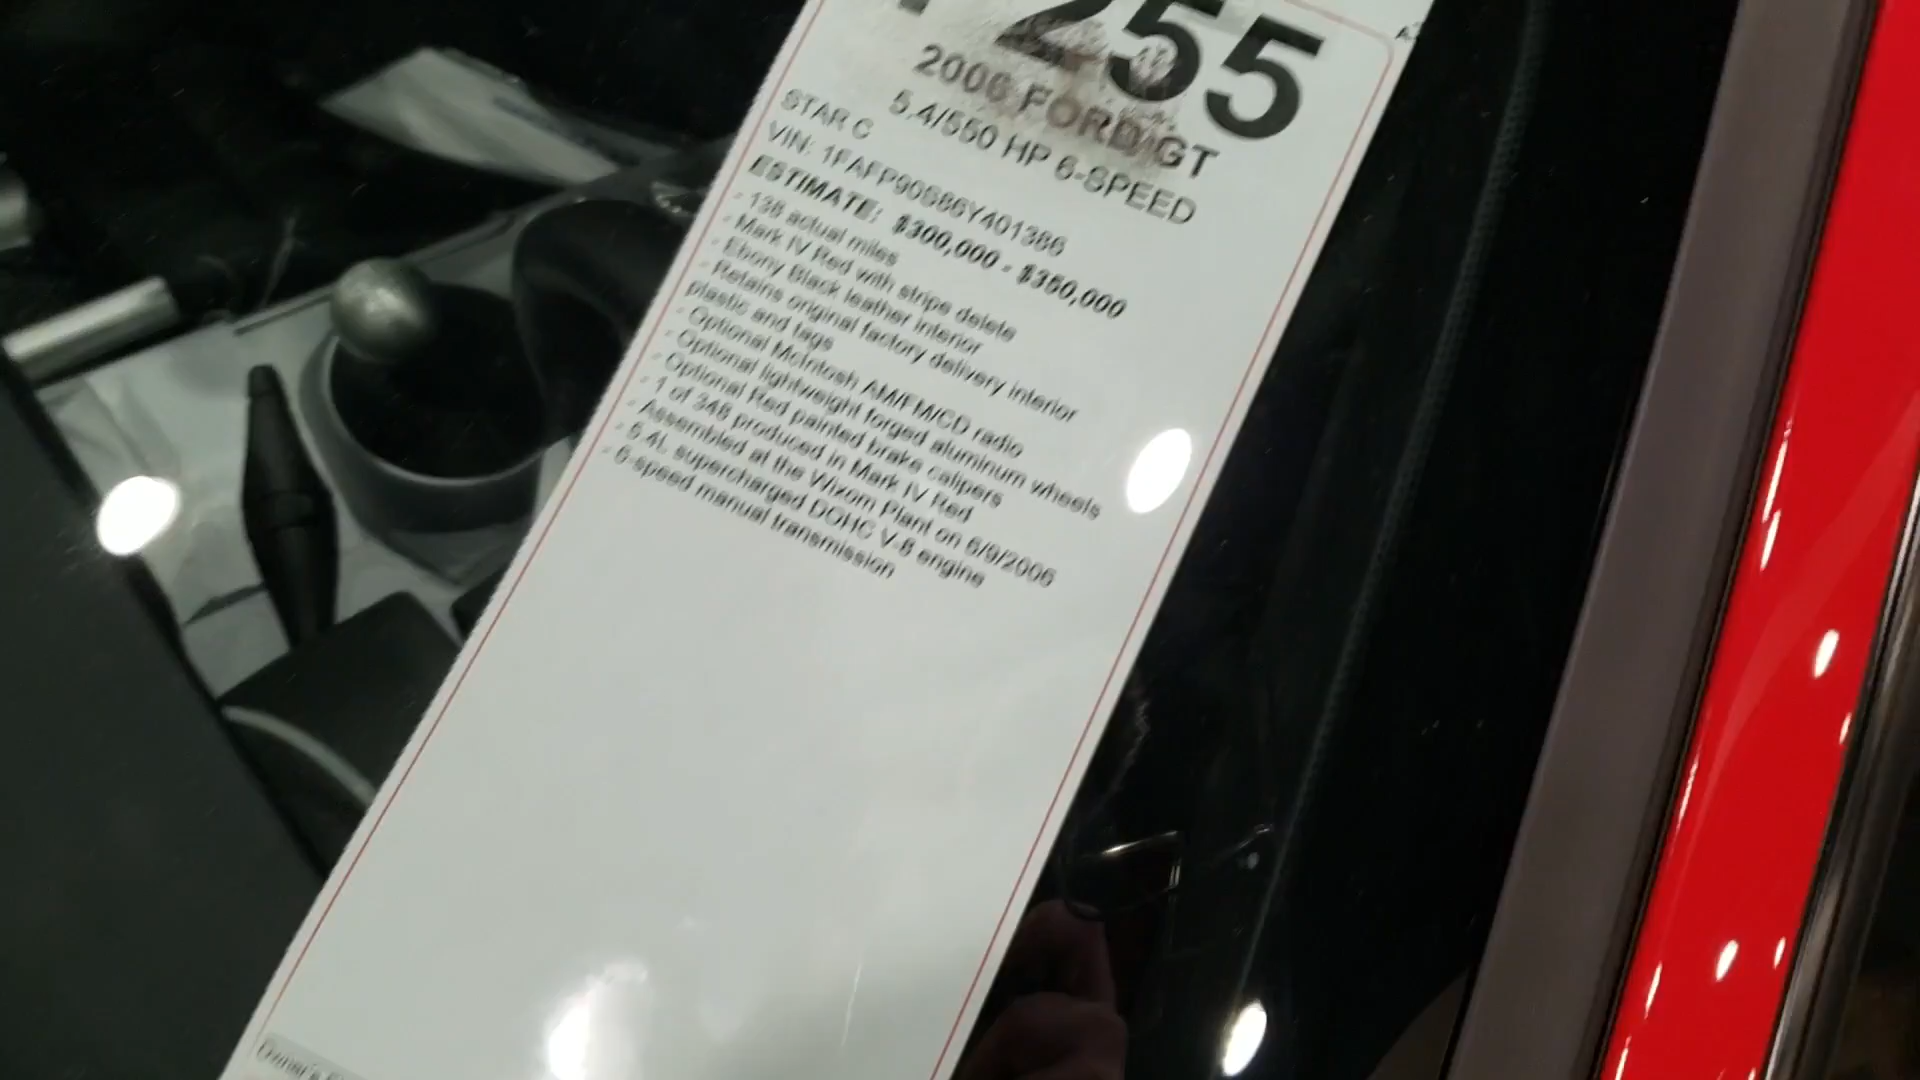 255
2006 FORD GT
5.4/550 HP 6-SPEED
STAR C
VIN: 1FAFP90S86Y401386
ESTIMATE: $300,000 - $350,000
- 138 actual miles
- Mark IV Red with stripe delete
- Ebony Black leather interior
- Retains original factory delivery interior
plastic and tags
- Optional McIntosh AM/FM/CD radio
- Optional lightweight forged aluminum wheels
- Optional Red painted brake calipers
- 1 of 348 produced in Mark IV Red
- Assembled at the Wixom Plant on 6/9/2006
- 5.4L supercharged DOHC V-8 engine
- 6-speed manual transmission